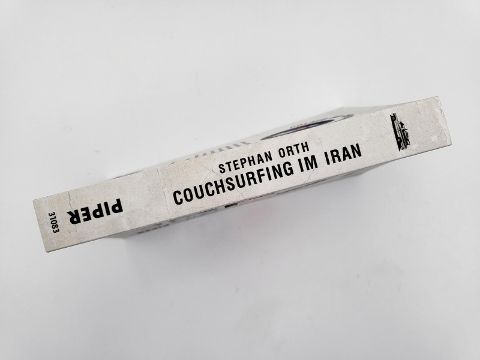 STEPHAN ORTH
COUCHSURFING IM IRAN
PIPER
31083